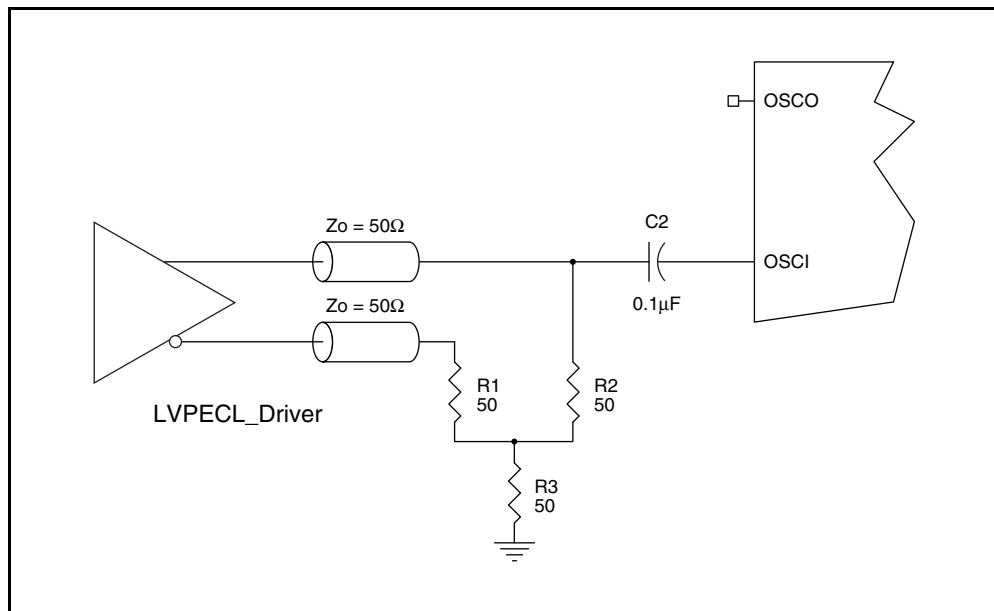 OSCO
C2
Zo = 50Ω
OSCI
0.1μF
Zo = 50Ω
R1
50
R2
50
LVPECL_Driver
R3
50